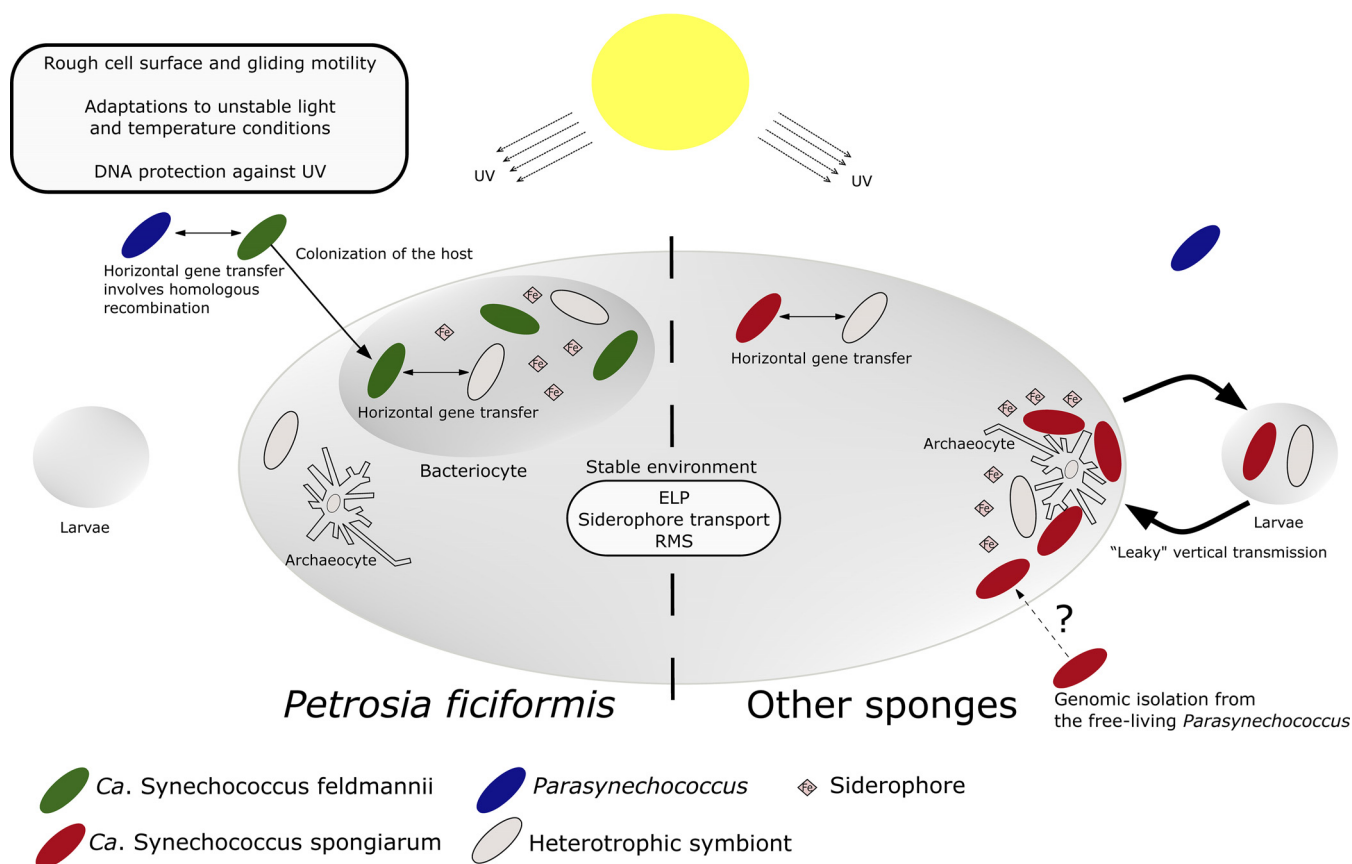 Rough cell surface and gliding motility
Adaptations to unstable light
and temperature conditions
DNA protection against UV
UV
UV
Colonization of the host
Horizontal gene transfer
involves homologous
recombination
Fe
Fe
Fe
Fe
Fe
Horizontal gene transfer
Bacteriocyte
Horizontal gene transfer
Larvae
Archaeocyte
Stable environment
ELP
Siderophore transport
RMS
Fe
Fe
Fe
Archaeocyte
Fe
Fe
Fe
Larvae
"Leaky" vertical transmission
?
Genomic isolation from
the free-living Parasynechococcus
Petrosia ficiformis
Other sponges
Ca. Synechococcus feldmannii
Parasynechococcus
Fe
Siderophore
Ca. Synechococcus spongiarum
Heterotrophic symbiont